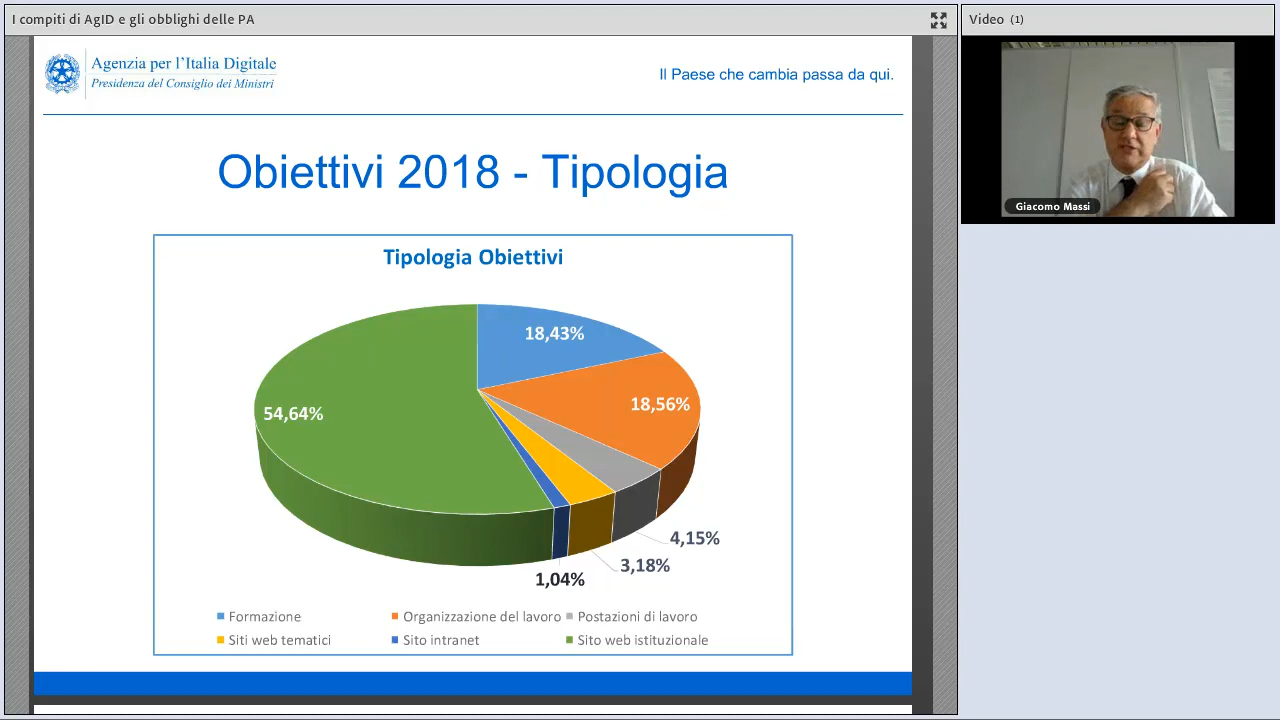 I compiti di AgID e gli obblighi delle PA
Video (1)
Agenzia per l'Italia Digitale
Presidenza del Consiglio dei Ministri
Il Paese che cambia passa da qui.
Giacomo Massi
Obiettivi 2018 - Tipologia
Tipologia Obiettivi
18,43%
18,56%
54,64%
4,15%
3,18%
1,04%
Formazione
Organizzazione del lavoro
Postazioni di lavoro
Siti web tematici
Sito intranet
Sito web istituzionale